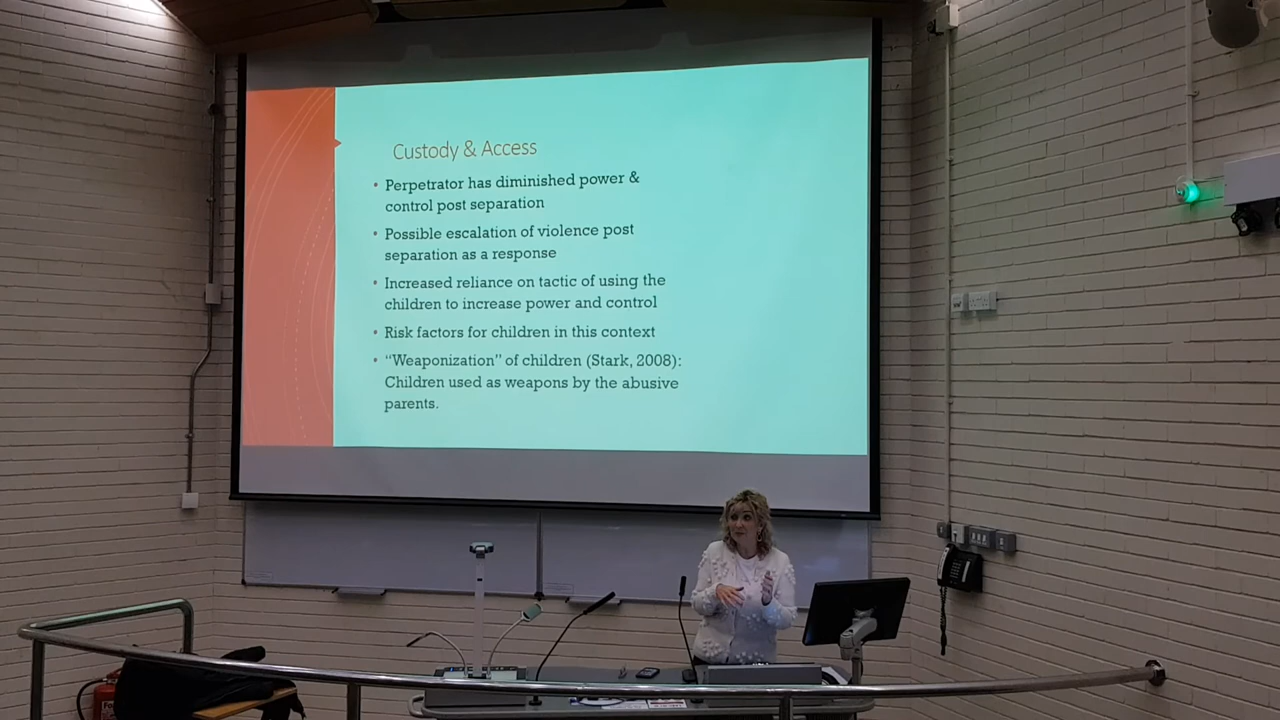 Custody & Access
• Perpetrator has diminished power &
control post separation
• Possible escalation of violence post
separation as a response
• Increased reliance on tactic of using the
children to increase power and control
• Risk factors for children in this context
• “Weaponization” of children (Stark, 2008):
Children used as weapons by the abusive
parents.